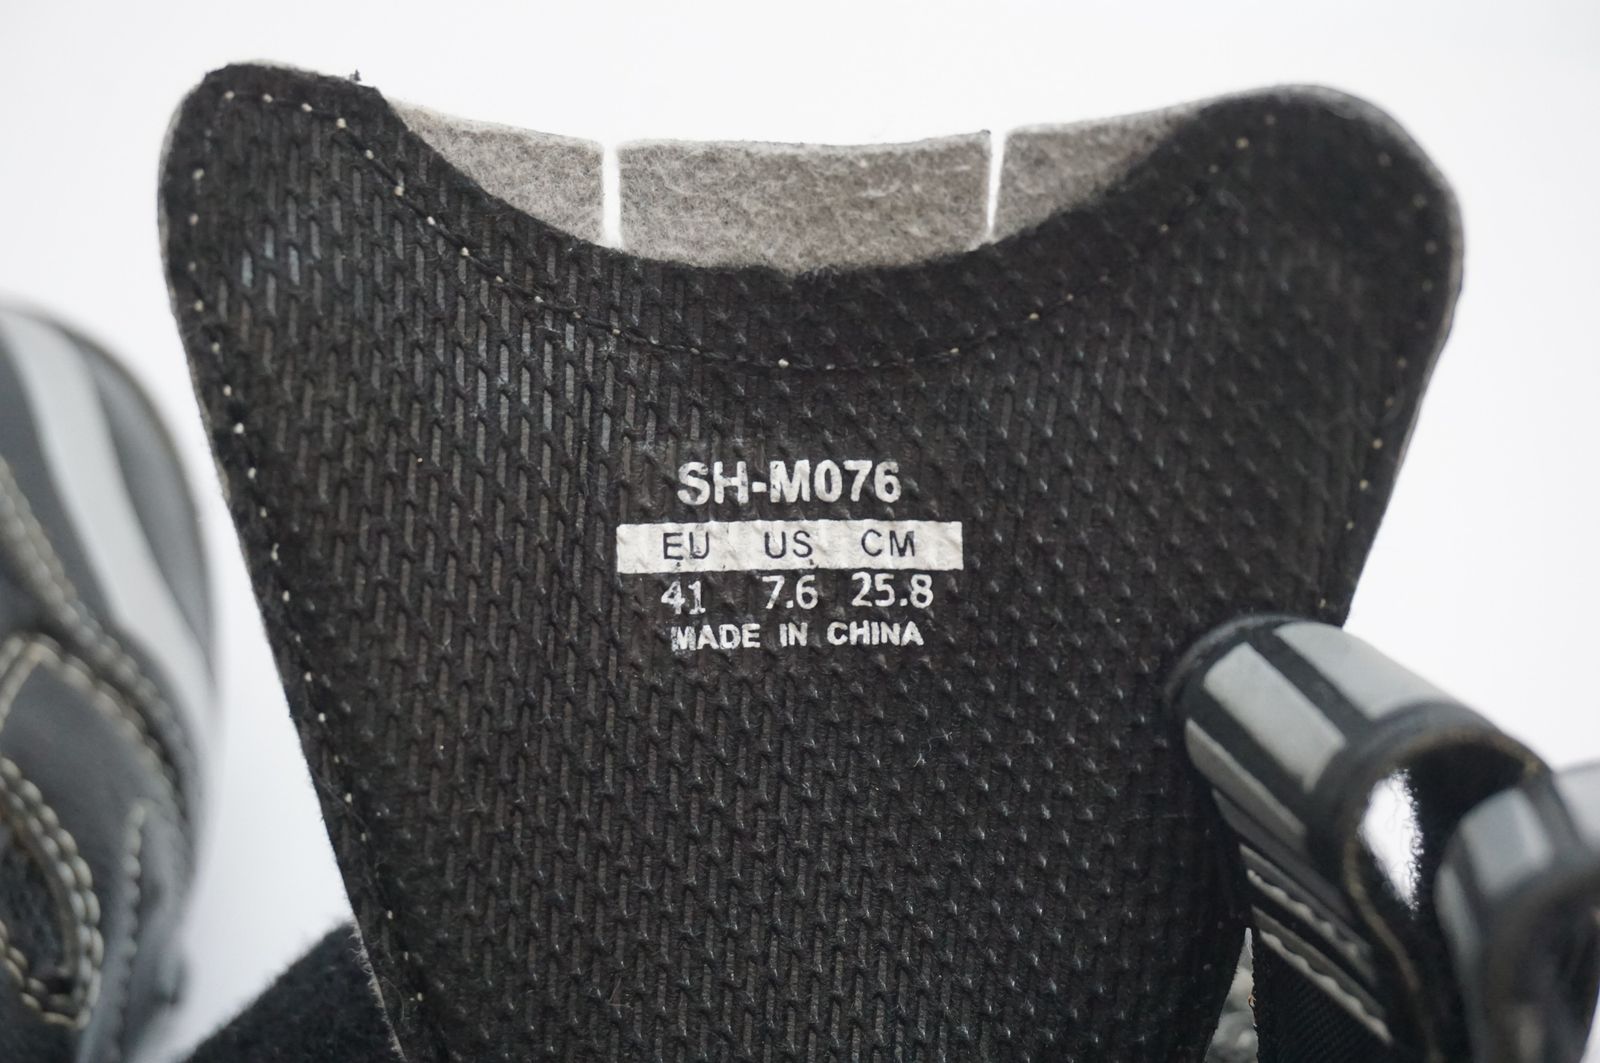 SH-M076
EU US CM
41 7.6 25.8
MADE IN CHINA